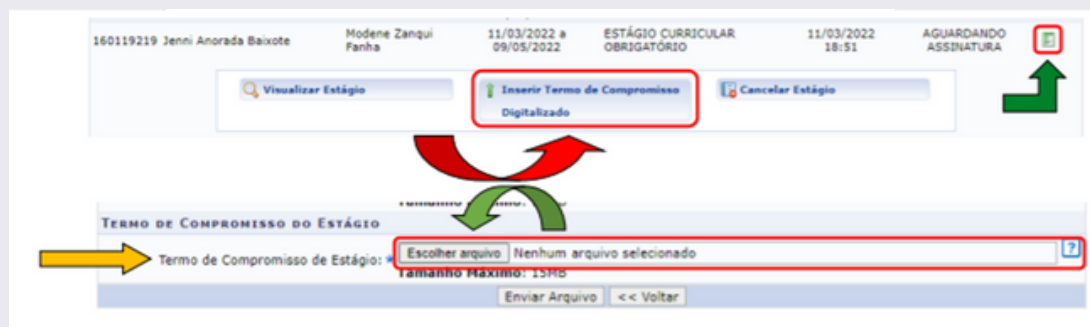 160119219 Jenni Anorada Baixote Modene Zanqui Fanha 11/03/2022 a 09/05/2022 ESTÁGIO CURRICULAR OBRIGATÓRIO 11/03/2022 18:51 AGUARDANDO ASSINATURA
Visualizar Estágio
Inserir Termo de Compromisso
Digitalizado
Cancelar Estágio
TERMO DE COMPROMISSO DO ESTÁGIO
Termo de Compromisso de Estágio: Escolher arquivo Nenhum arquivo selecionado ?
Tamanho Máximo: 15MB
Enviar Arquivo << Voltar